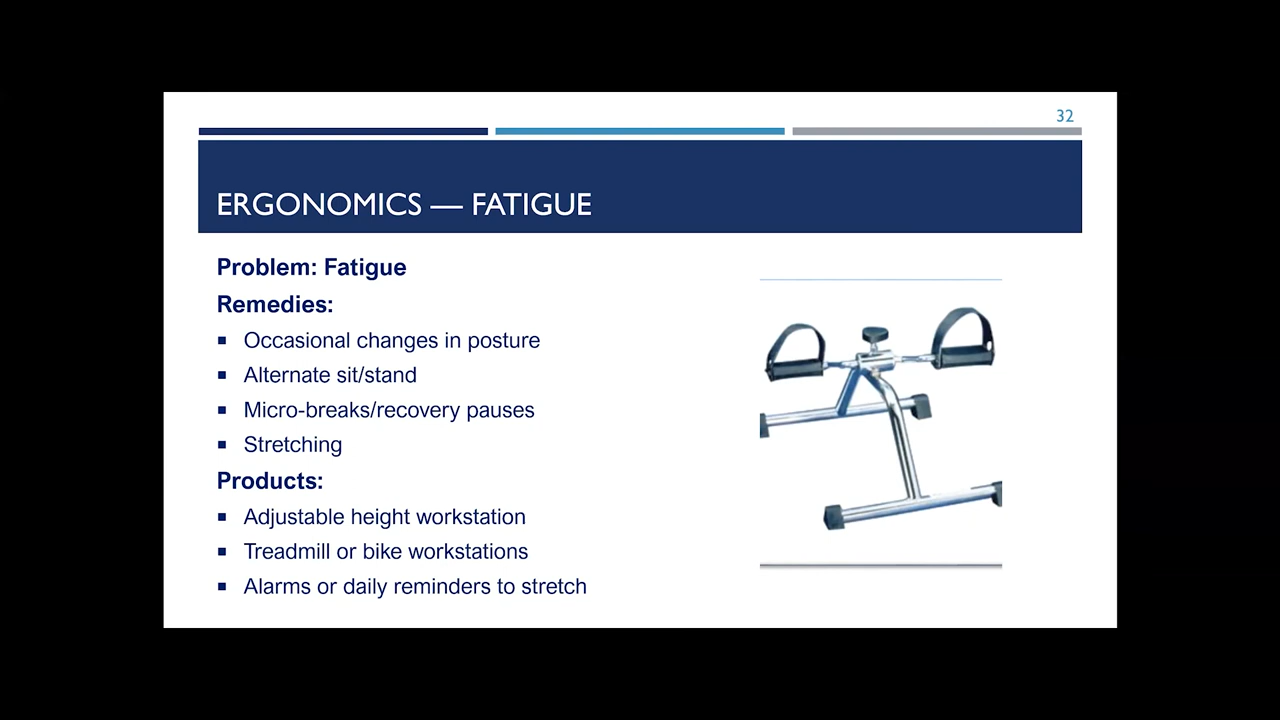 32
ERGONOMICS — FATIGUE
Problem: Fatigue
Remedies:
▪ Occasional changes in posture
▪ Alternate sit/stand
▪ Micro-breaks/recovery pauses
▪ Stretching
Products:
▪ Adjustable height workstation
▪ Treadmill or bike workstations
▪ Alarms or daily reminders to stretch